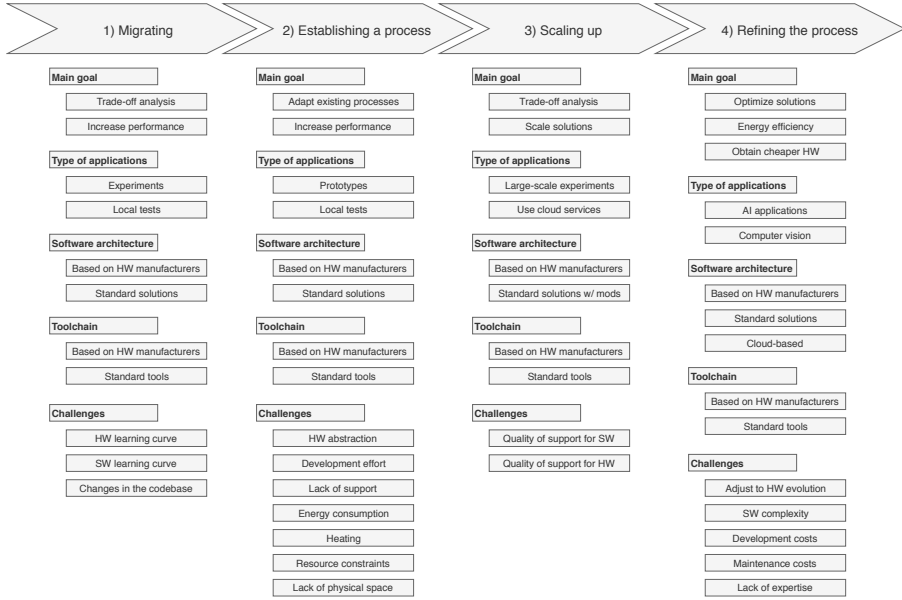 1) Migrating
Main goal
Trade-off analysis
Increase performance
Type of applications
Experiments
Local tests
Software architecture
Based on HW manufacturers
Standard solutions
Toolchain
Based on HW manufacturers
Standard tools
Challenges
HW learning curve
SW learning curve
Changes in the codebase
2) Establishing a process
Main goal
Adapt existing processes
Increase performance
Type of applications
Prototypes
Local tests
Software architecture
Based on HW manufacturers
Standard solutions
Toolchain
Based on HW manufacturers
Standard tools
Challenges
HW abstraction
Development effort
Lack of support
Energy consumption
Heating
Resource constraints
Lack of physical space
3) Scaling up
Main goal
Trade-off analysis
Scale solutions
Type of applications
Large-scale experiments
Use cloud services
Software architecture
Based on HW manufacturers
Standard solutions w/ mods
Toolchain
Based on HW manufacturers
Standard tools
Challenges
Quality of support for SW
Quality of support for HW
4) Refining the process
Main goal
Optimize solutions
Energy efficiency
Obtain cheaper HW
Type of applications
AI applications
Computer vision
Software architecture
Based on HW manufacturers
Standard solutions
Cloud-based
Toolchain
Based on HW manufacturers
Standard tools
Challenges
Adjust to HW evolution
SW complexity
Development costs
Maintenance costs
Lack of expertise